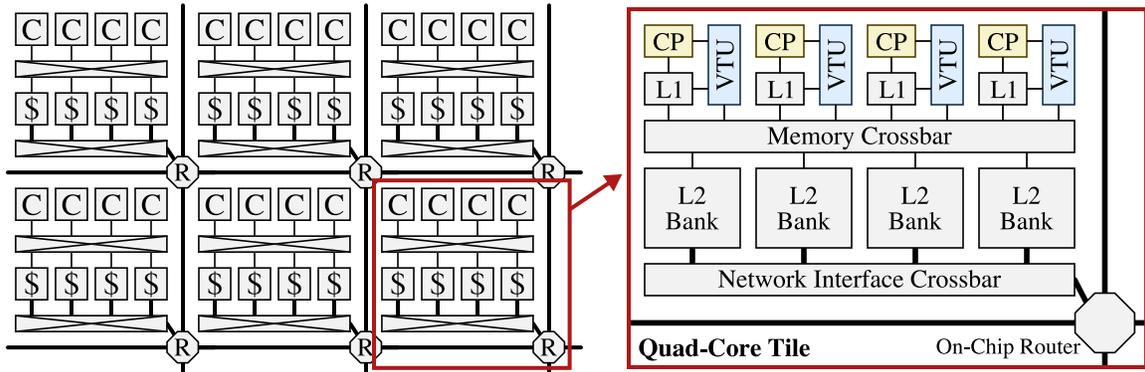 C C C C C C C C C C C C
$ $ $ $ $ $ $ $ $ $ $ $
R R R
C C C C C C C C C C C C
$ $ $ $ $ $ $ $ $ $ $ $
R R R
CP VTU CP VTU CP VTU CP VTU
L1 L1 L1 L1
Memory Crossbar
L2 L2 L2 L2
Bank Bank Bank Bank
Network Interface Crossbar
Quad-Core Tile On-Chip Router